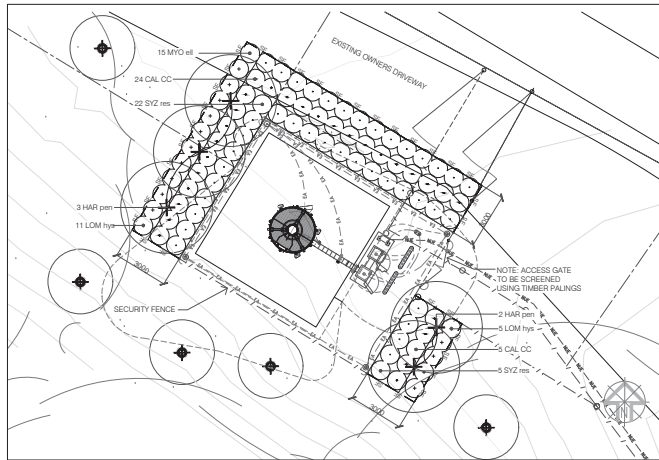 15 MYO ell
EXISTING OWNERS DRIVEWAY
24 CAL CC
22 SYZ res
3 HAR pen
11 LOM hys
3000
3000
NOTE: ACCESS GATE
TO BE SCREENED
USING TIMBER PALINGS
SECURITY FENCE
2 HAR pen
5 LOM hys
5 CAL CC
5 SYZ res
3000
N